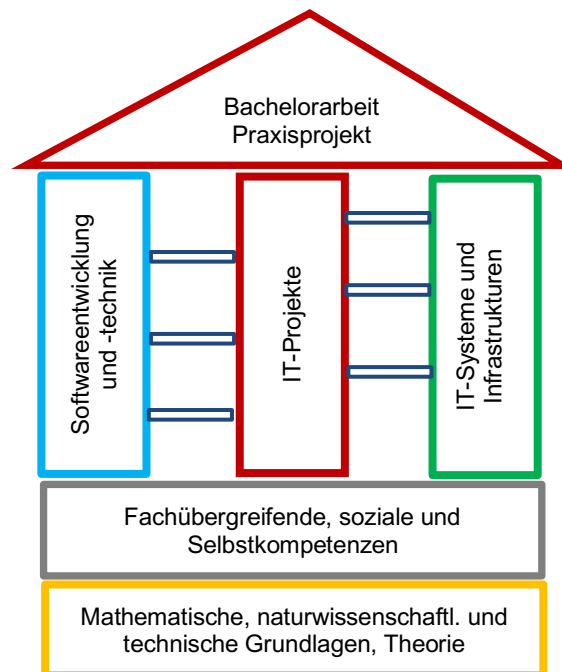 Bachelorarbeit
Praxisprojekt
Softwareentwicklung
und -technik
IT-Projekte
IT-Systeme und
Infrastrukturen
Fachübergreifende, soziale und
Selbstkompetenzen
Mathematische, naturwissenschaftl. und
technische Grundlagen, Theorie